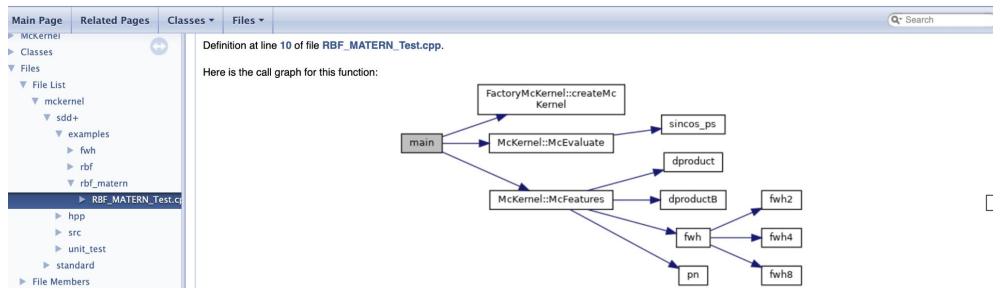 Main Page
Related Pages
Classes
Files
Search
McKernel
Classes
Files
File List
mckernel
sdd+
examples
fwh
rbf
rbf_matern
RBF_MATERN_Test.cp
hpp
src
unit_test
standard
File Members
Definition at line 10 of file RBF_MATERN_Test.cpp.
Here is the call graph for this function:
FactoryMcKernel::createMc
Kernel
main
McKernel::McEvaluate
sincos_ps
dproduct
McKernel::McFeatures
dproductB
fwh2
fwh
fwh4
pn
fwh8